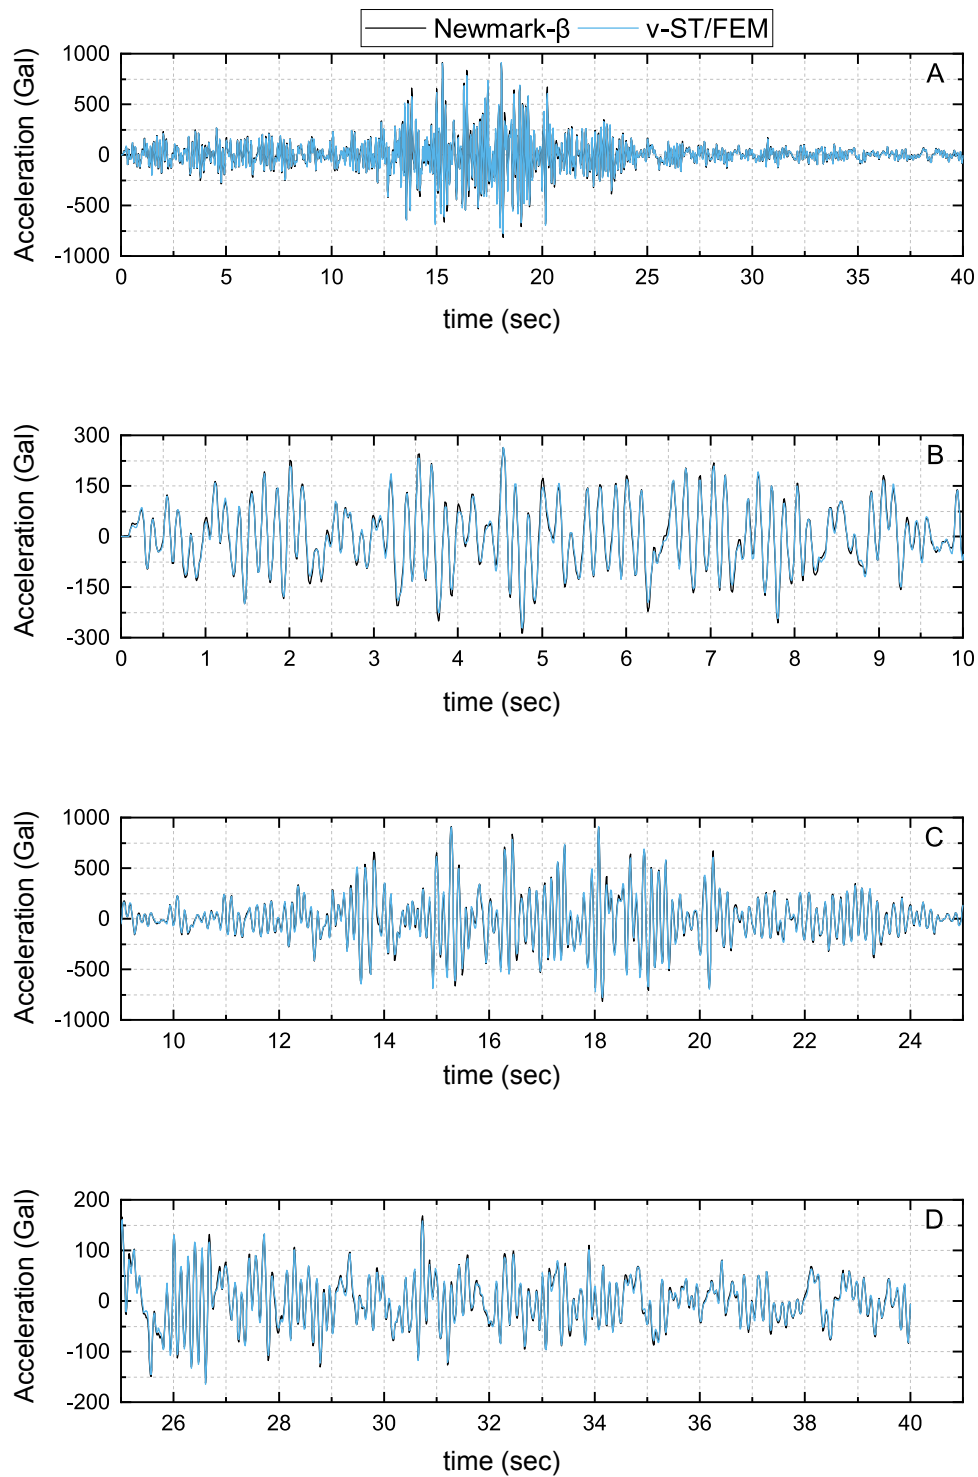 Newmark-β v-ST/FEM
A
Acceleration (Gal)
1000
500
0
-500
-1000
0 5 10 15 20 25 30 35 40
time (sec)
B
Acceleration (Gal)
300
150
0
-150
-300
0 1 2 3 4 5 6 7 8 9 10
time (sec)
C
Acceleration (Gal)
1000
500
0
-500
-1000
10 12 14 16 18 20 22 24
time (sec)
D
Acceleration (Gal)
200
100
0
-100
-200
26 28 30 32 34 36 38 40
time (sec)